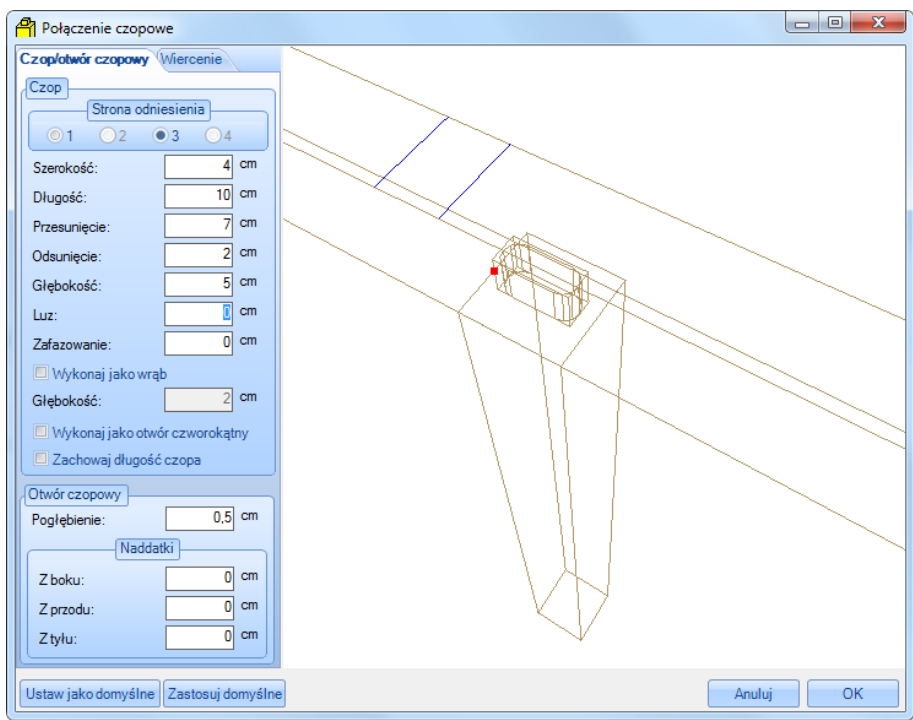 Połączenie czopowe
Czop/otwór czopowy Wiercenie
Czop
Strona odniesienia
1 2 3 4
Szerokość: 4 cm
Długość: 10 cm
Przesunięcie: 7 cm
Odsunięcie: 2 cm
Głębokość: 5 cm
Luz: 0 cm
Zafazowanie: 0 cm
Wykonaj jako wrąb
Głębokość: 2 cm
Wykonaj jako otwór czworokątny
Zachowaj długość czopa
Otwór czopowy
Pogłębienie: 0,5 cm
Naddatki
Z boku: 0 cm
Z przodu: 0 cm
Z tyłu: 0 cm
Ustaw jako domyślne Zastosuj domyślne Anuluj OK